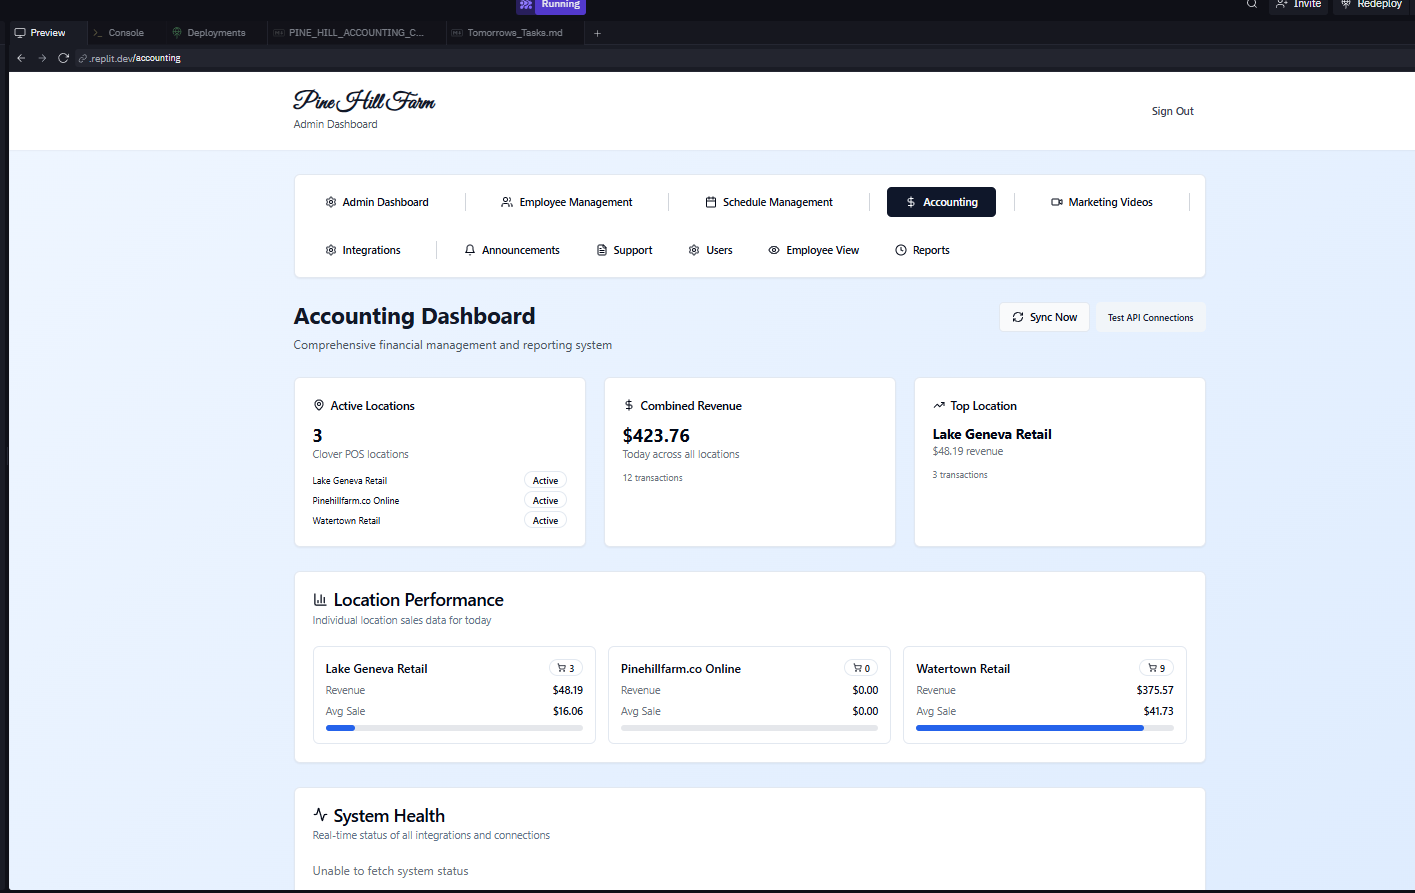 Running
Invite
Redeploy
Preview
Console
Deployments
PINE_HILL_ACCOUNTING_C...
Tomorrows_Tasks.md
.replit.dev/accounting
Pine Hill Farm
Admin Dashboard
Sign Out
Admin Dashboard
Employee Management
Schedule Management
$ Accounting
Marketing Videos
Integrations
Announcements
Support
Users
Employee View
Reports
Accounting Dashboard
Sync Now
Test API Connections
Comprehensive financial management and reporting system
Active Locations
3
Clover POS locations
Lake Geneva Retail Active
Pinehillfarm.co Online Active
Watertown Retail Active
$ Combined Revenue
$423.76
Today across all locations
12 transactions
Top Location
Lake Geneva Retail
$48.19 revenue
3 transactions
Location Performance
Individual location sales data for today
Lake Geneva Retail 3
Revenue $48.19
Avg Sale $16.06
Pinehillfarm.co Online 0
Revenue $0.00
Avg Sale $0.00
Watertown Retail 9
Revenue $375.57
Avg Sale $41.73
System Health
Real-time status of all integrations and connections
Unable to fetch system status